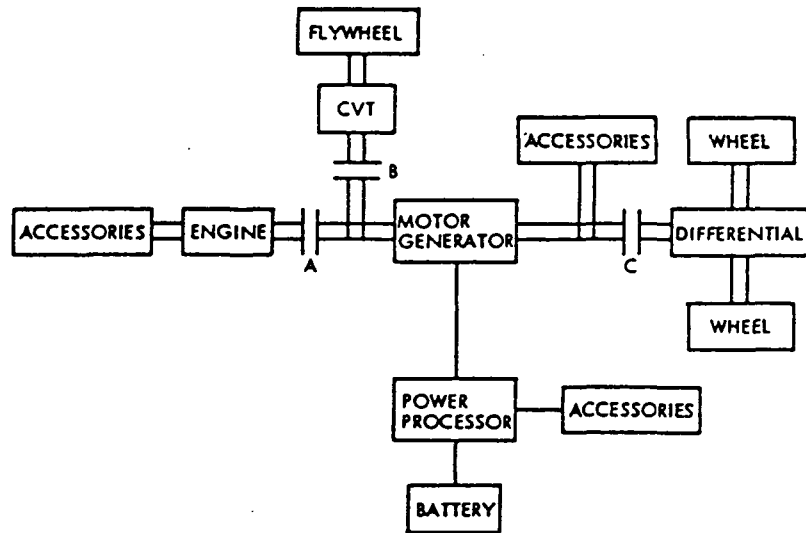 FLYWHEEL
CVT
B
ACCESSORIES
WHEEL
ACCESSORIES
ENGINE
A
MOTOR
GENERATOR
C
DIFFERENTIAL
WHEEL
POWER
PROCESSOR
ACCESSORIES
BATTERY